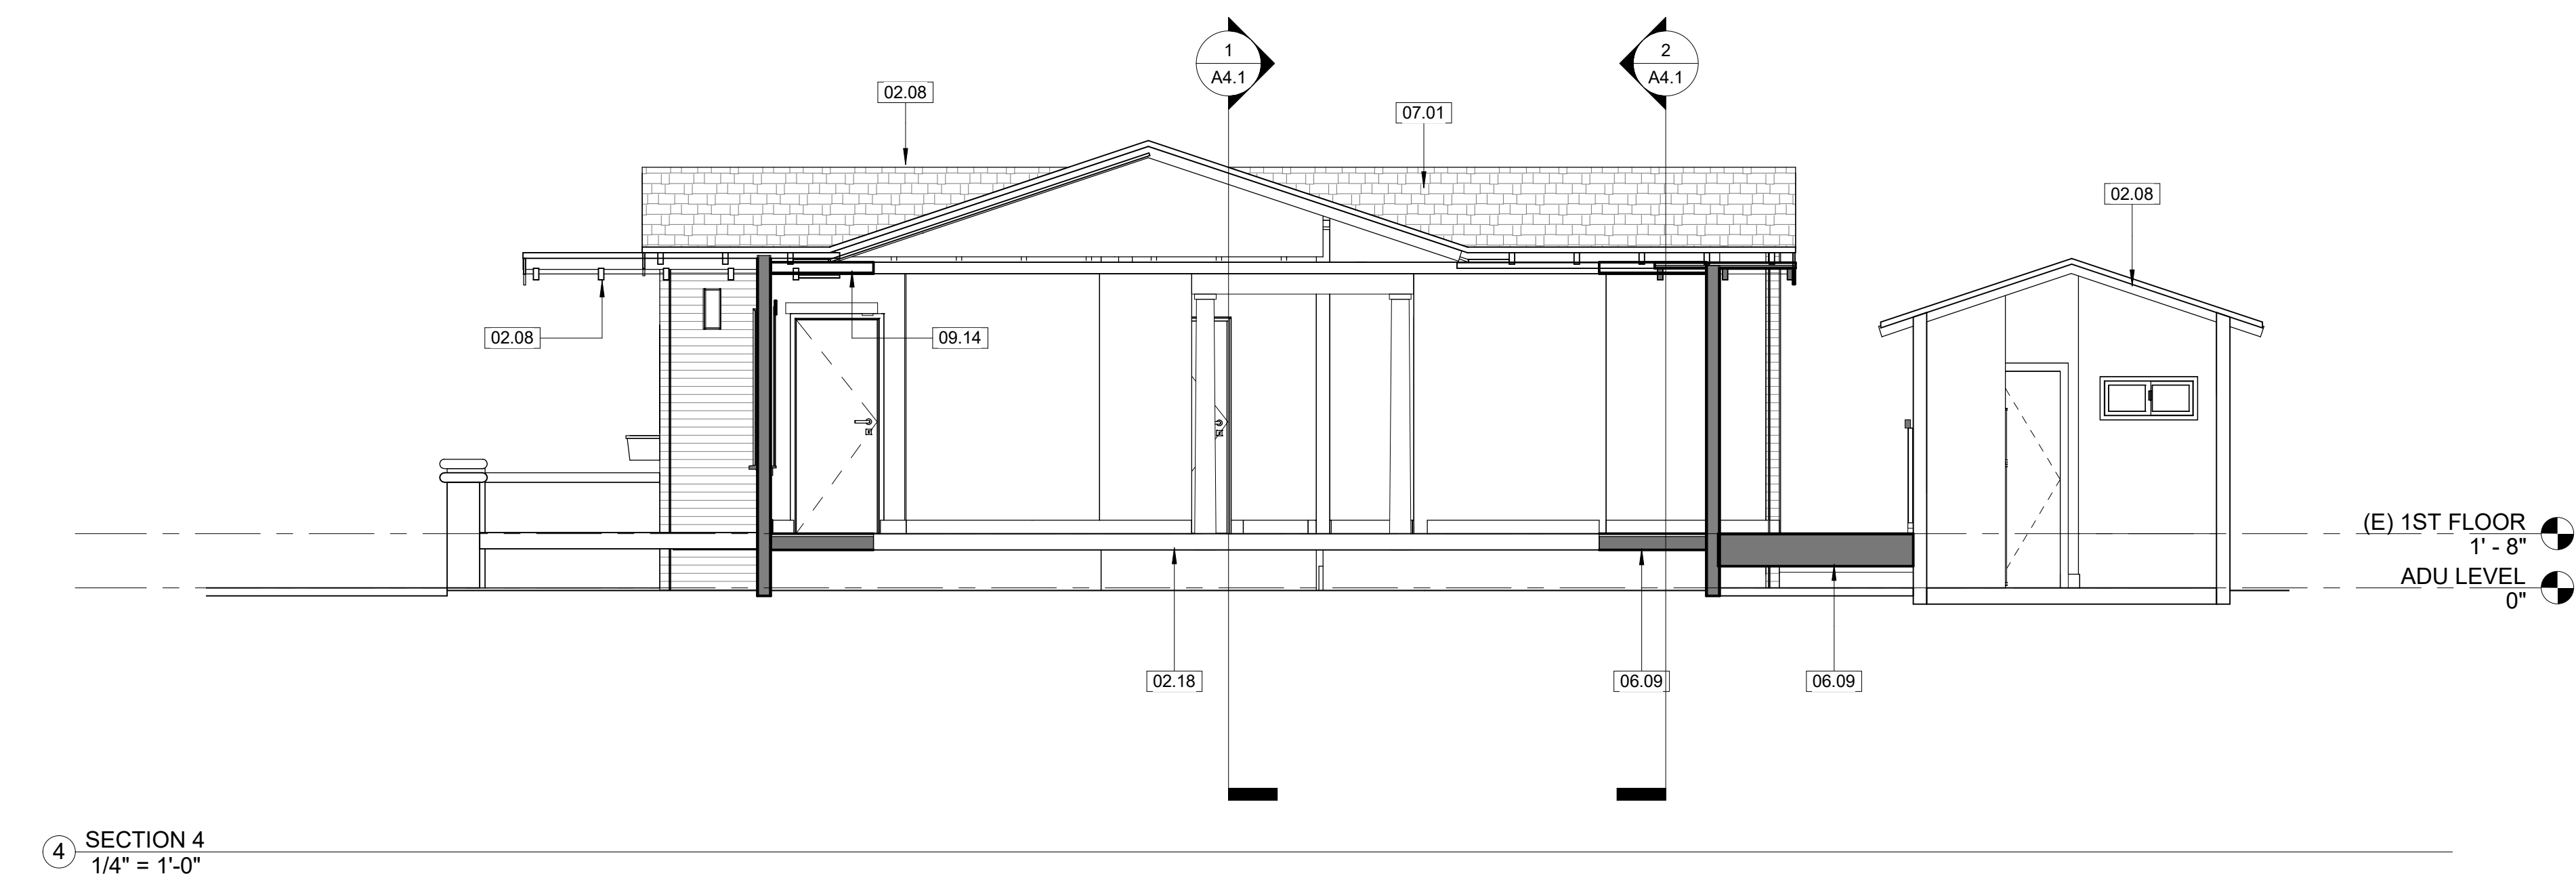 1
A4.1
2
A4.1
02.08
07.01
02.08
02.08
09.14
(E) 1ST FLOOR
1' - 8"
ADU LEVEL
0"
02.18
06.09
06.09
4
SECTION 4
1/4" = 1'-0"